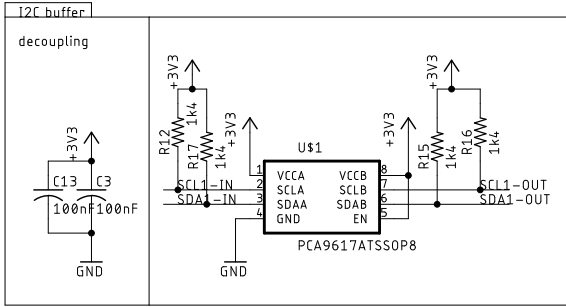 I2C buffer
decoupling
+3V3
C13
C3
100nF
100nF
GND
+3V3
R12
1k4
R17
1k4
+3V3
SCL1-IN
SDA1-IN
GND
U$1
1 VCCA
2 SCLA
3 SDAA
4 GND
VCCB 8
SCLB 7
SDAB 6
EN 5
PCA9617ATSSOP8
+3V3
+3V3
R15
1k4
R16
1k4
SCL1-OUT
SDA1-OUT